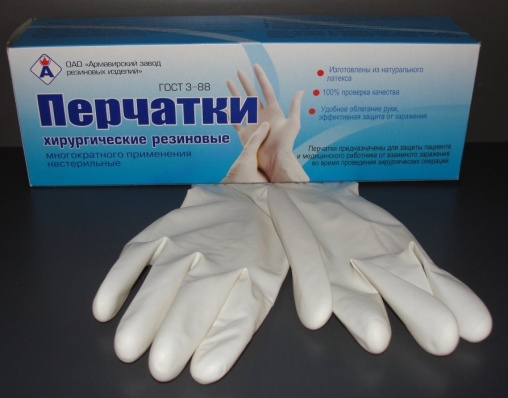 ОАО «Армавирский завод
резиновых изделий»
А
ГОСТ 3-88
Перчатки
хирургические резиновые
многократного применения
нестерильные
Изготовлены из натурального
латекса
100% проверка качества
Удобное облегание руки,
эффективная защита от заражения
Перчатки предназначены для защиты пациента
и медицинского работника от взаимного заражения
во время проведения хирургических операций